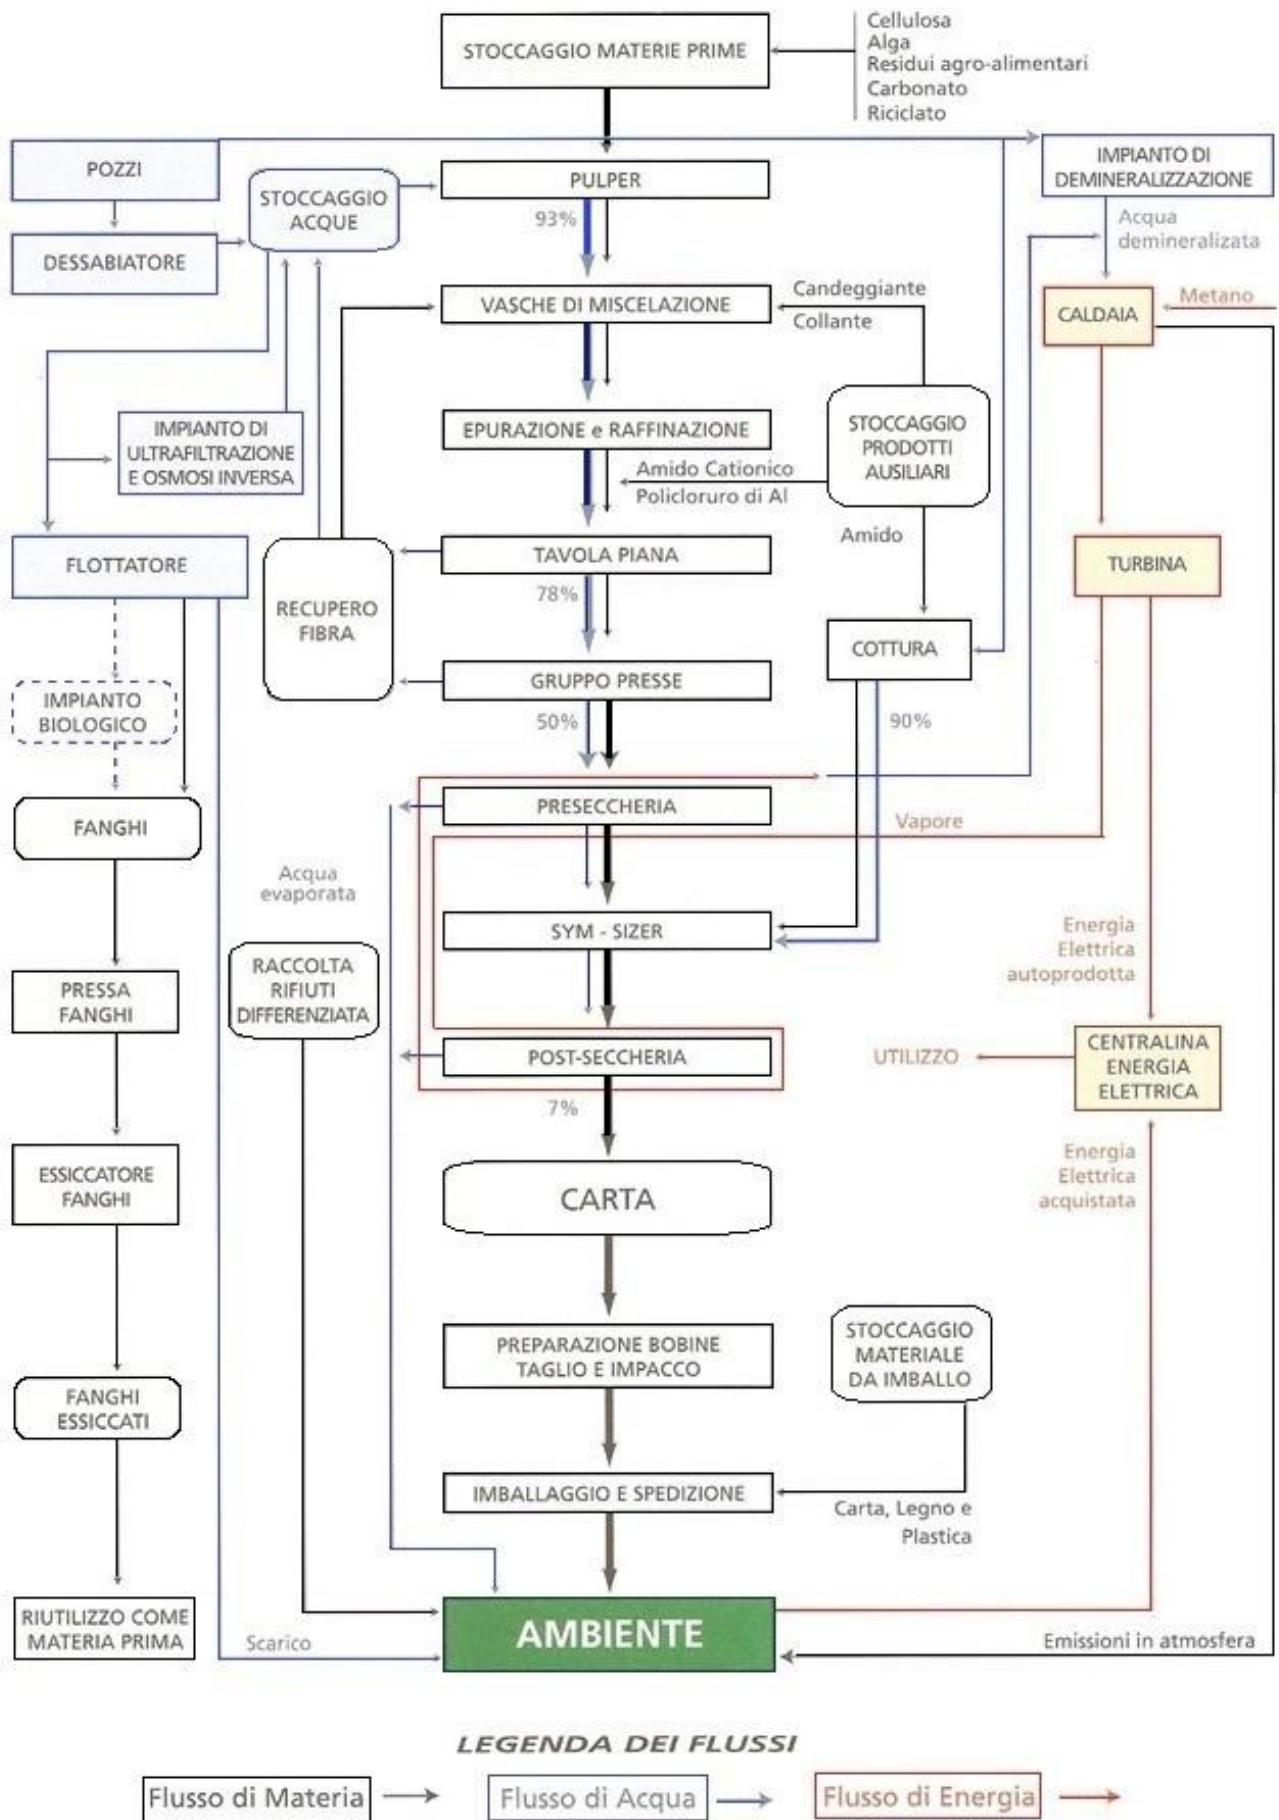 STOCCAGGIO MATERIE PRIME
Cellulosa
Alga
Residui agro-alimentari
Carbonato
Riciclato
POZZI
STOCCAGGIO
ACQUE
PULPER
IMPIANTO DI
DEMINERALIZZAZIONE
93%
Acqua
demineralizata
DESSABIATORE
VASCHE DI MISCELAZIONE
Candeggiante
Collante
Metano
CALDAIA
IMPIANTO DI
ULTRAFILTRAZIONE
E OSMOSI INVERSA
EPURAZIONE e RAFFINAZIONE
STOCCAGGIO
PRODOTTI
AUSILIARI
Amido Cationico
Policloruro di Al
Amido
FLOTTATORE
TAVOLA PIANA
TURBINA
78%
RECUPERO
FIBRA
COTTURA
IMPIANTO
BIOLOGICO
GRUPPO PRESSE
50%
90%
FANGHI
PRESECCHERIA
Vapore
Acqua
evaporata
SYM - SIZER
Energia
Elettrica
autoprodotta
RACCOLTA
RIFIUTI
DIFFERENZIATA
PRESSA
FANGHI
POST-SECCHERIA
UTILIZZO
CENTRALINA
ENERGIA
ELETTRICA
7%
ESSICCATORE
FANGHI
CARTA
Energia
Elettrica
acquistata
PREPARAZIONE BOBINE
TAGLIO E IMPACCO
STOCCAGGIO
MATERIALE
DA IMBALLO
FANGHI
ESSICCATI
IMBALLAGGIO E SPEDIZIONE
Carta, Legno e
Plastica
RIUTILIZZO COME
MATERIA PRIMA
Scarico
AMBIENTE
Emissioni in atmosfera
LEGENDA DEI FLUSSI
Flusso di Materia
Flusso di Acqua
Flusso di Energia